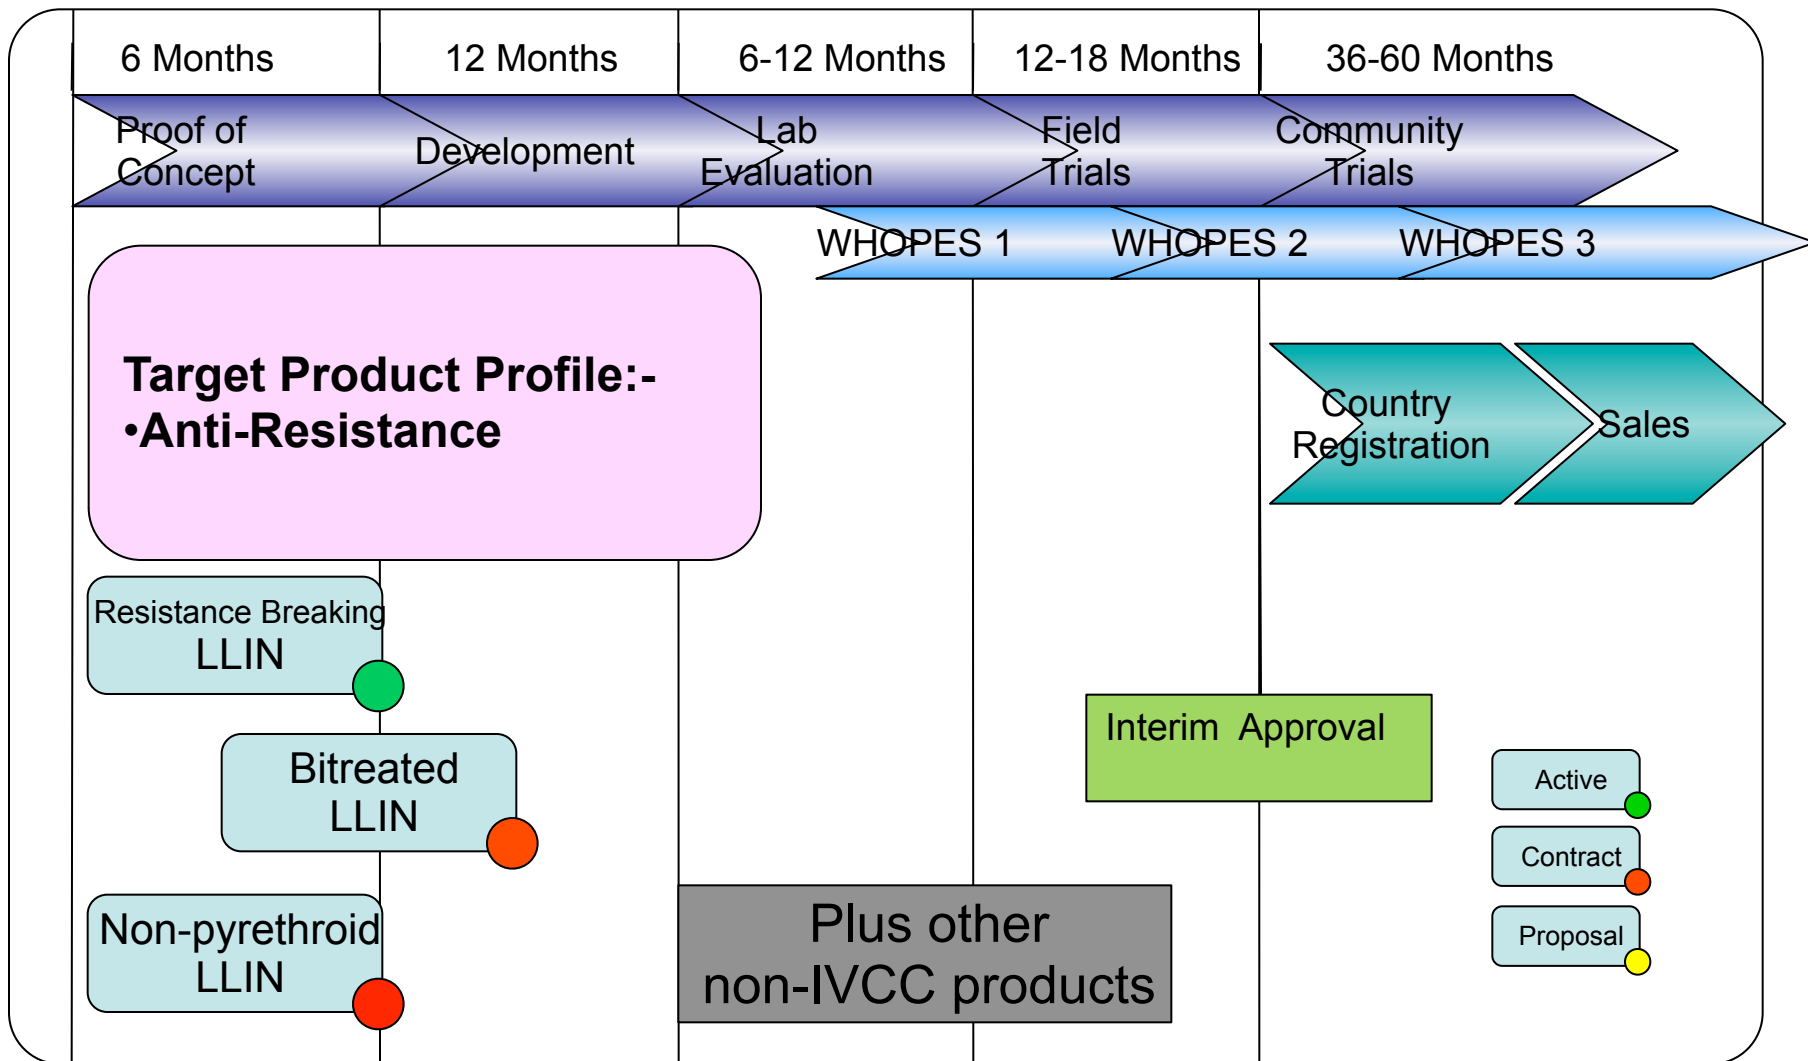 6 Months
12 Months
6-12 Months
12-18 Months
36-60 Months
Proof of
Concept
Development
Lab
Evaluation
Field
Trials
Community
Trials
WHOPES 1
WHOPES 2
WHOPES 3
Target Product Profile:-
•Anti-Resistance
Country
Registration
Sales
Resistance Breaking
LLIN
Bitreated
LLIN
Non-pyrethroid
LLIN
Interim Approval
Plus other
non-IVCC products
Active
Contract
Proposal